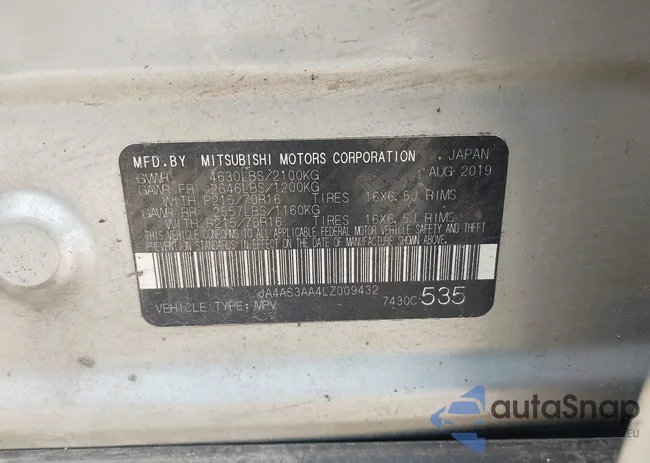 MFD.BY MITSUBISHI MOTORS CORPORATION , JAPAN
GVWR 4630LBS/2100KG AUG 2019
GAWR FR 2646LBS/1200KG
WITH P215/70R16 TIRES 16X6.5J RIMS
GAWR RR 2557LBS/1160KG
WITH P215/70R16 TIRES 16X6.5J RIMS
THIS VEHICLE CONFORMS TO ALL APPLICABLE FEDERAL MOTOR VEHICLE SAFETY AND THEFT
PREVENTION STANDARDS IN EFFECT ON THE DATE OF MANUFACTURE SHOWN ABOVE.
JA4AS3AA4LZ009432
VEHICLE TYPE: MPV 7430C 535
autoSnap
.EU